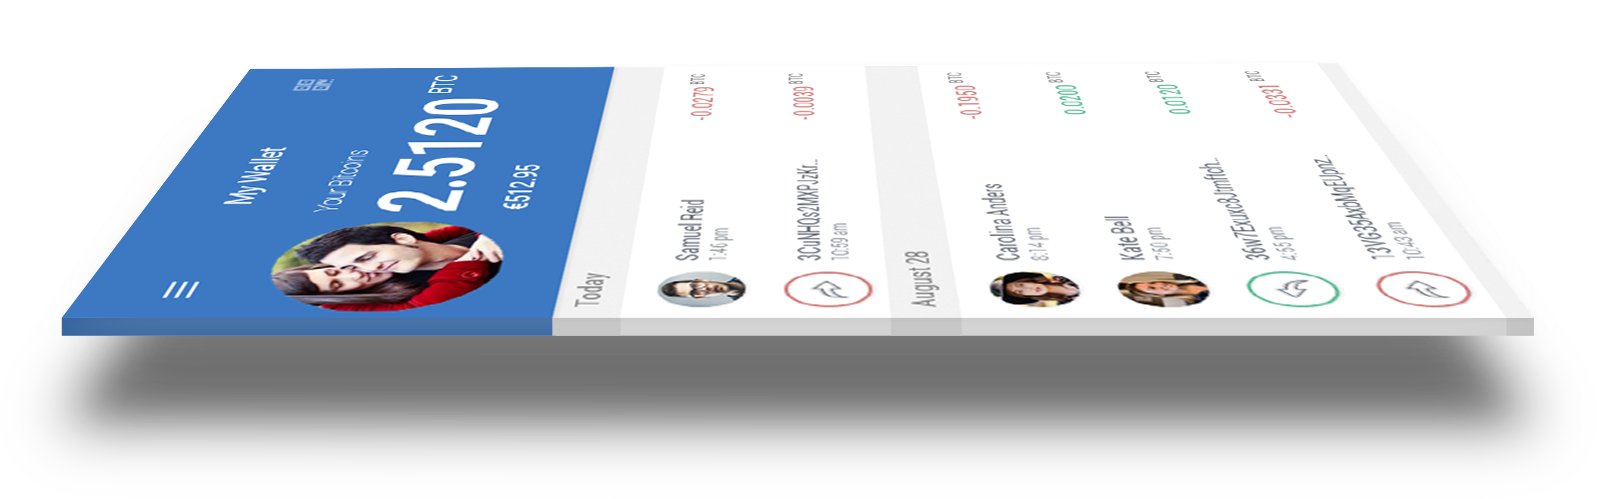 My Wallet
Your Bitcoins
2.5120 BTC
€512.95
Today
Samuel Reid
1:46 pm
-0.0279 BTC
3CuNHQs2MXPJzKr...
10:59 am
-0.0039 BTC
August 28
Carolina Anders
8:14 pm
-0.1950 BTC
Kate Bell
7:50 pm
0.0200 BTC
36w7Exuxc8Jtmftch..
4:55 pm
0.0120 BTC
13VG35AxbMqEUpnz..
10:43 am
-0.0331 BTC